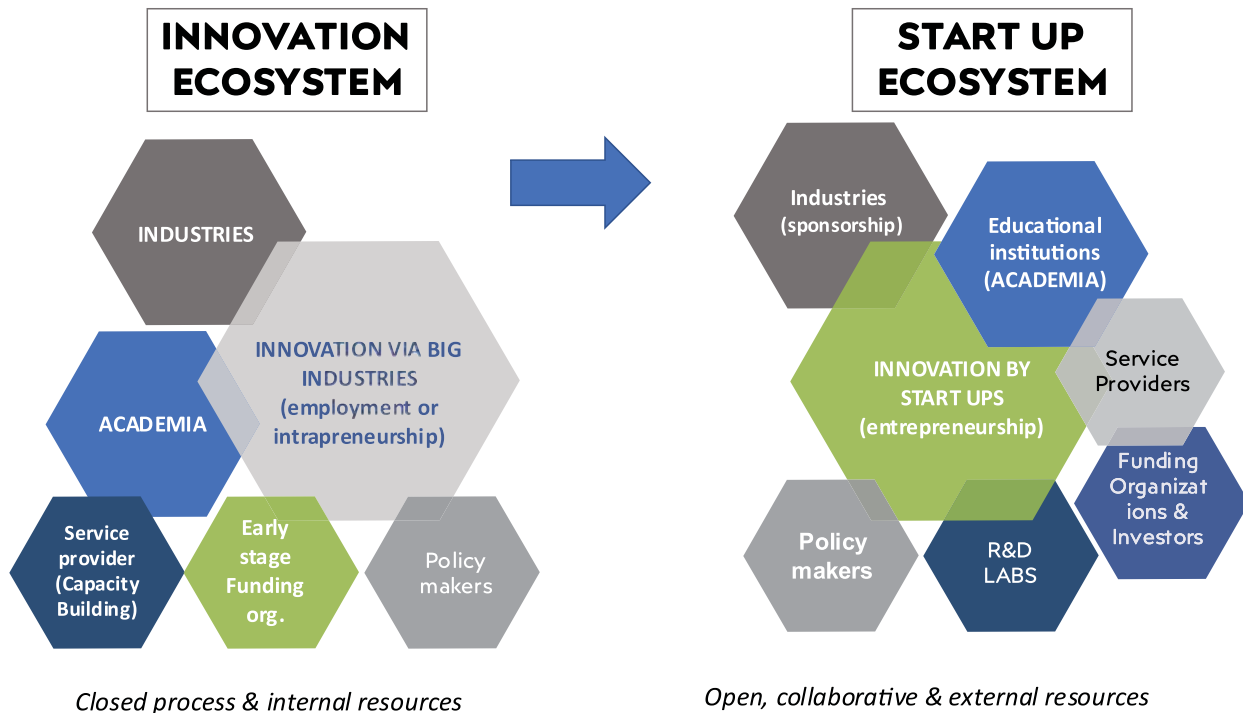 INNOVATION
ECOSYSTEM
INDUSTRIES
INNOVATION VIA BIG
INDUSTRIES
(employment or
intrapreneurship)
ACADEMIA
Service
provider
(Capacity
Building)
Early
stage
Funding
org.
Policy
makers
Closed process & internal resources
START UP
ECOSYSTEM
Industries
(sponsorship)
Educational
institutions
(ACADEMIA)
INNOVATION BY
START UPS
(entrepreneurship)
Service
Providers
Funding
Organizat
ions &
Investors
Policy
makers
R&D
LABS
Open, collaborative & external resources